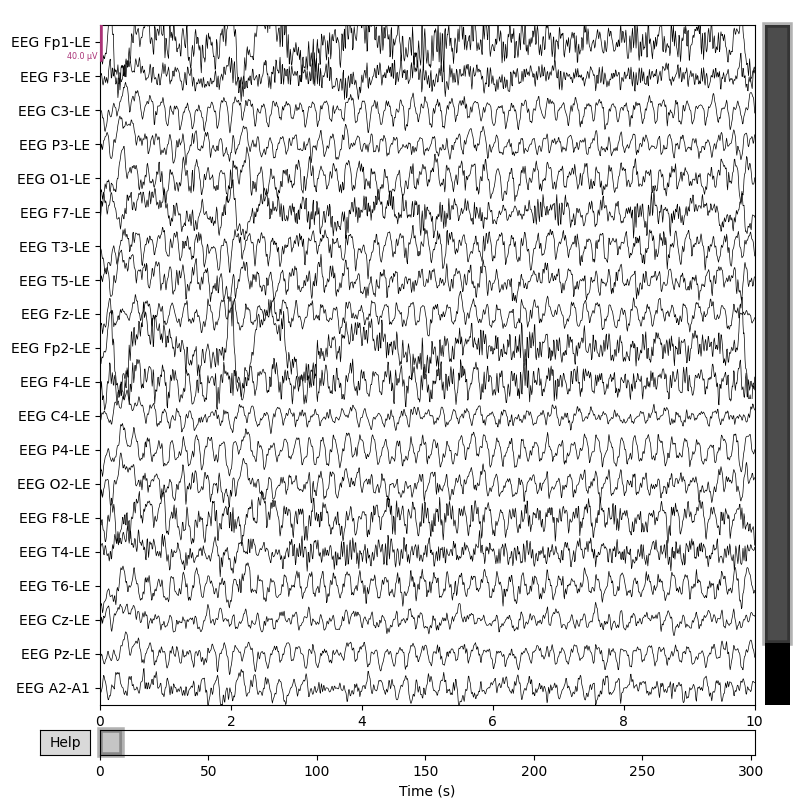 EEG Fp1-LE
40.0 µV
EEG F3-LE
EEG C3-LE
EEG P3-LE
EEG O1-LE
EEG F7-LE
EEG T3-LE
EEG T5-LE
EEG Fz-LE
EEG Fp2-LE
EEG F4-LE
EEG C4-LE
EEG P4-LE
EEG O2-LE
EEG F8-LE
EEG T4-LE
EEG T6-LE
EEG Cz-LE
EEG Pz-LE
EEG A2-A1
0 2 4 6 8 10
Help
0 50 100 150 200 250 300
Time (s)